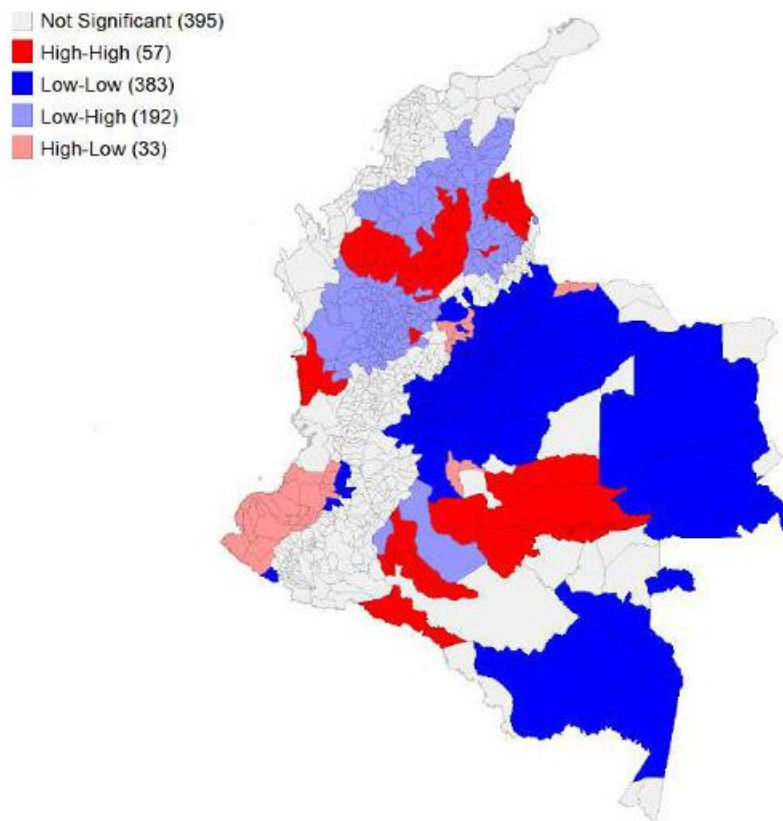 Not Significant (395)
High-High (57)
Low-Low (383)
Low-High (192)
High-Low (33)